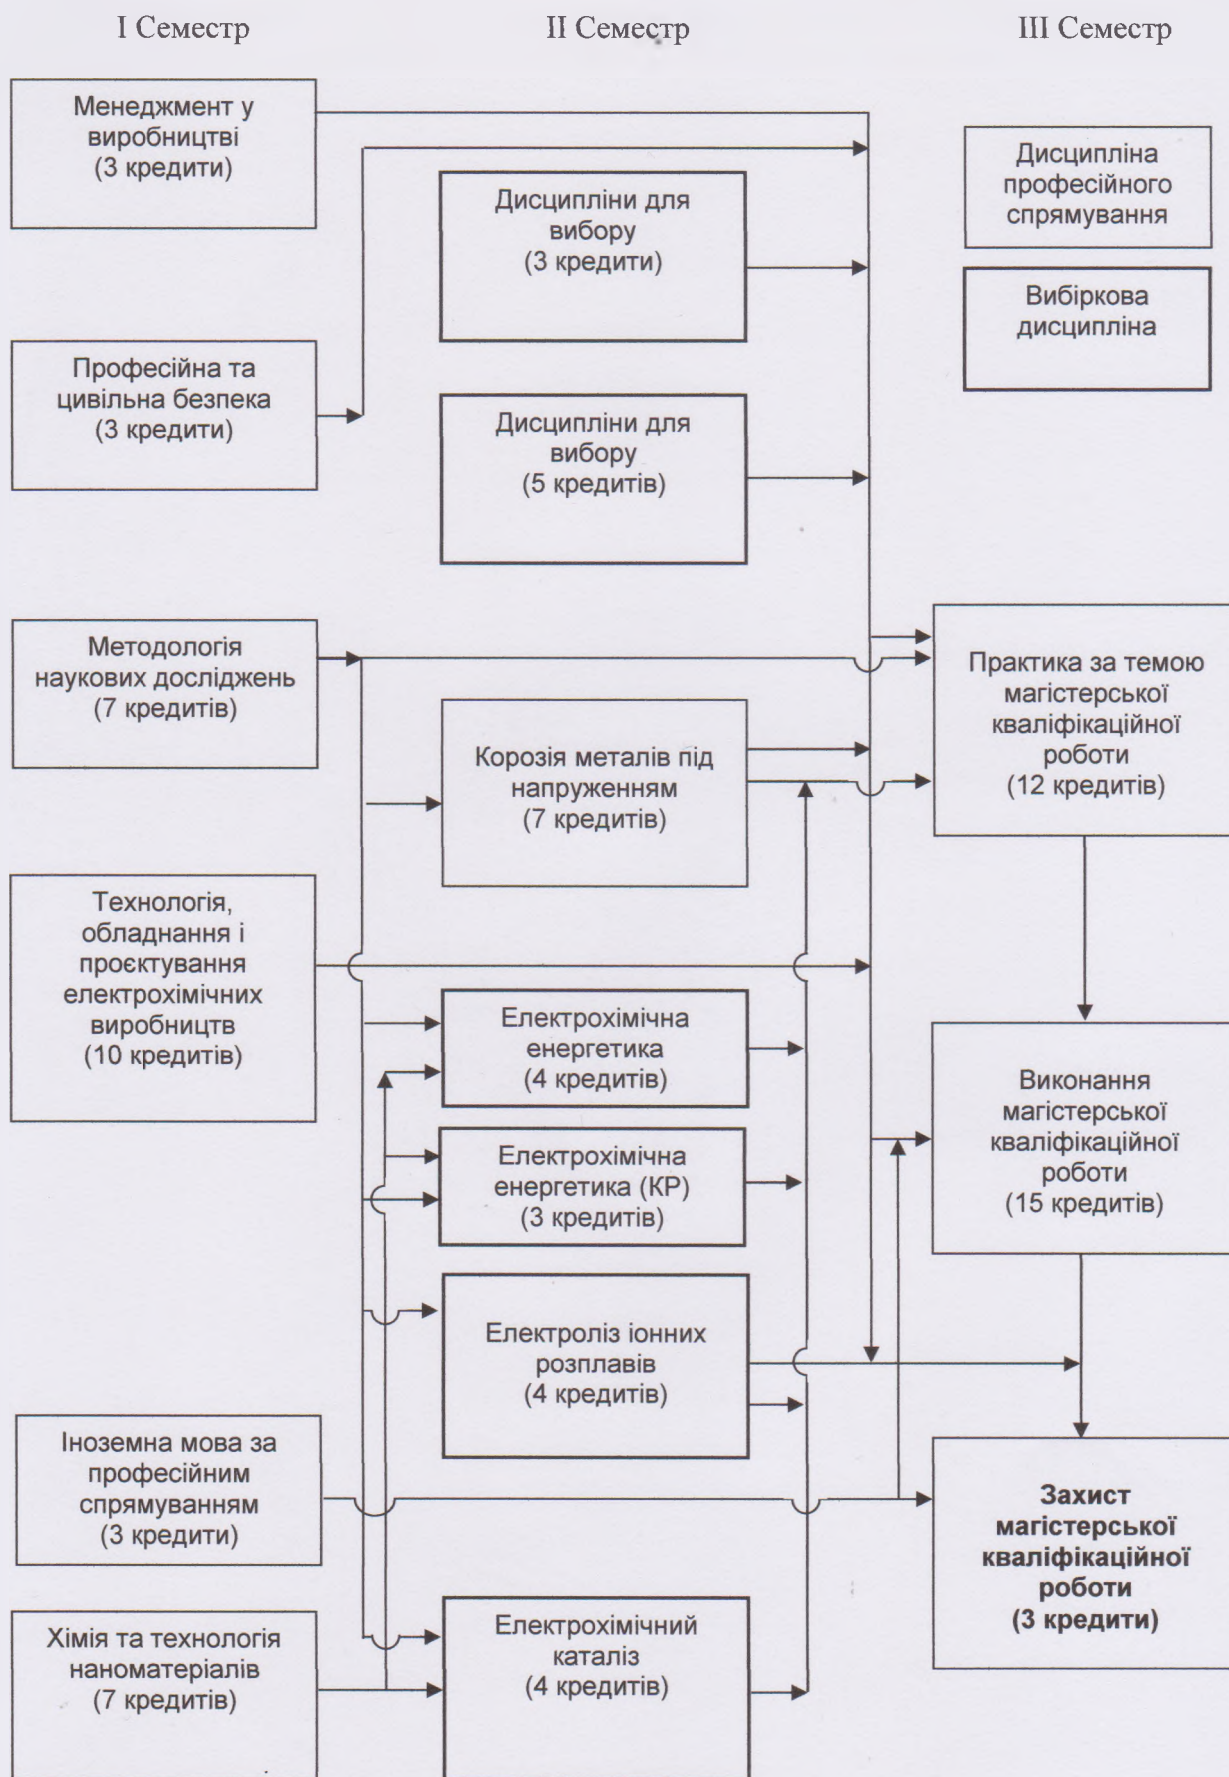 I Семестр
II Семестр
III Семестр
Менеджмент у
виробництві
(3 кредити)
Дисципліна
професійного
спрямування
Дисципліни для
вибору
(3 кредити)
Вибіркова
дисципліна
Професійна та
цивільна безпека
(3 кредити)
Дисципліни для
вибору
(5 кредитів)
Методологія
наукових досліджень
(7 кредитів)
Практика за темою
магістерської
кваліфікаційної
роботи
(12 кредитів)
Корозія металів під
напруженням
(7 кредитів)
Технологія,
обладнання і
проєктування
електрохімічних
виробництв
(10 кредитів)
Електрохімічна
енергетика
(4 кредитів)
Виконання
магістерської
кваліфікаційної
роботи
(15 кредитів)
Електрохімічна
енергетика (КР)
(3 кредитів)
Електроліз іонних
розплавів
(4 кредитів)
Іноземна мова за
професійним
спрямуванням
(3 кредити)
Захист
магістерської
кваліфікаційної
роботи
(3 кредити)
Хімія та технологія
наноматеріалів
(7 кредитів)
Електрохімічний
каталіз
(4 кредитів)